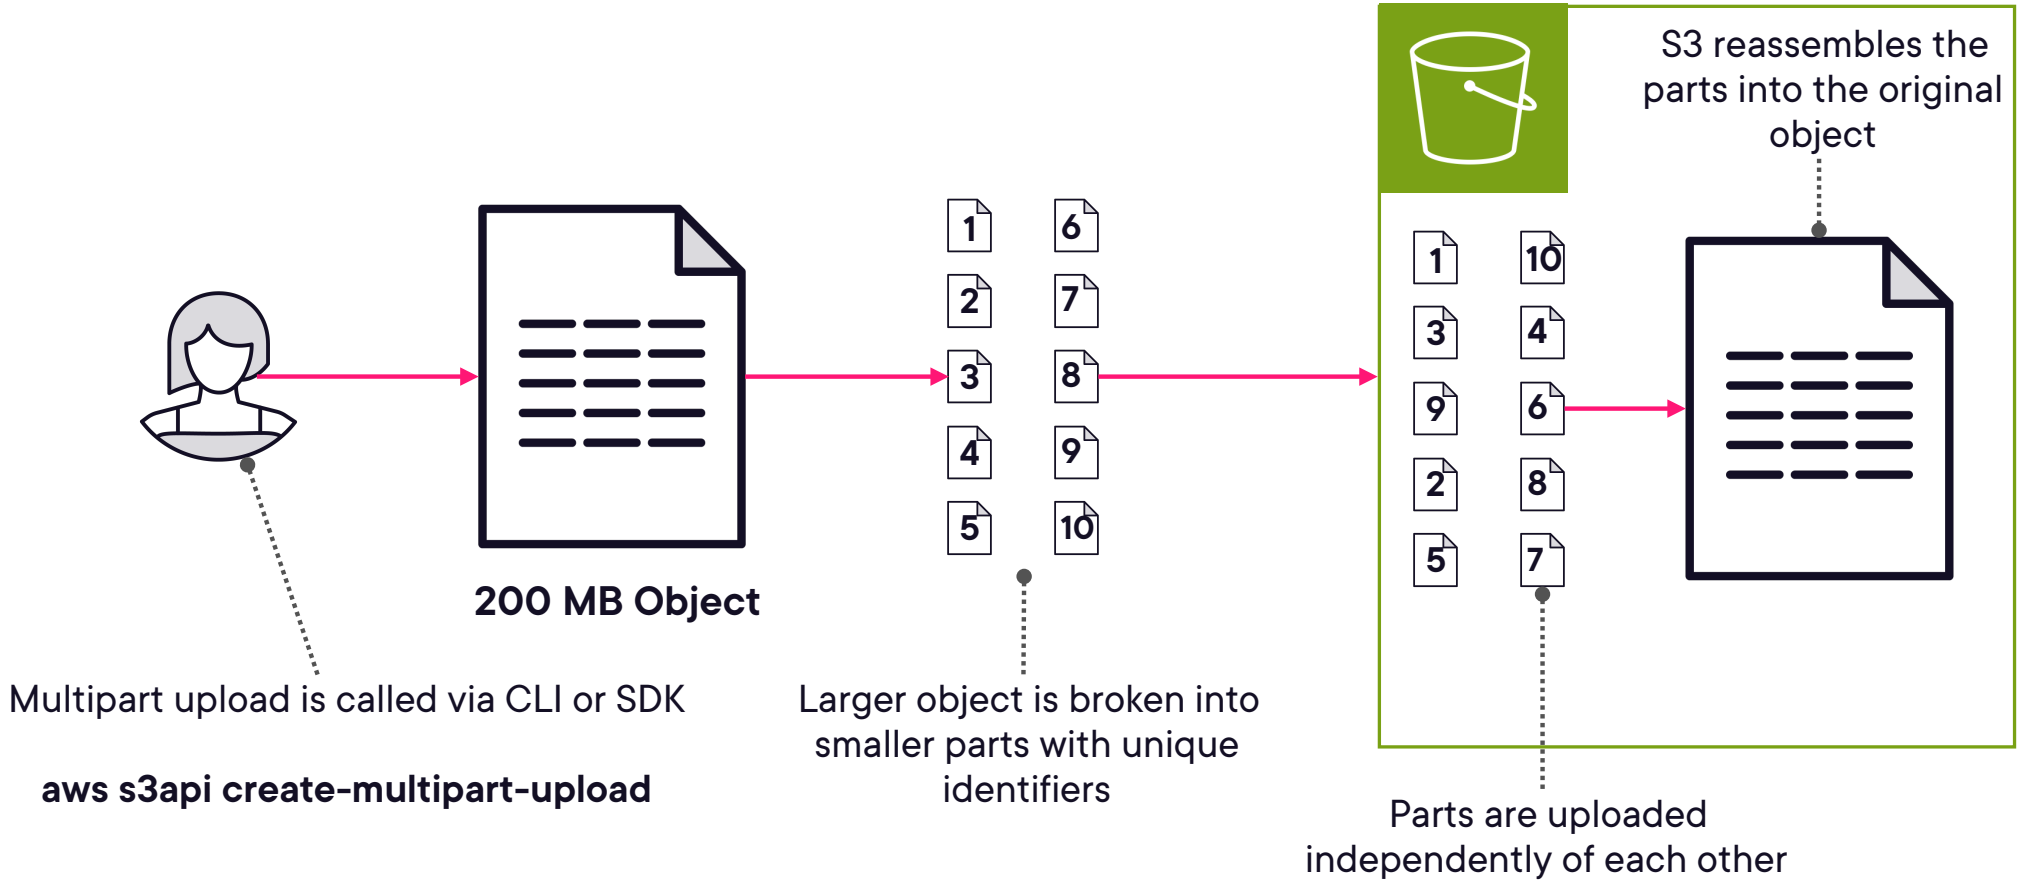 S3 reassembles the
parts into the original
object
1
6
2
7
3
8
4
9
5
10
1
10
3
4
9
6
2
8
5
7
200 MB Object
Multipart upload is called via CLI or SDK
aws s3api create-multipart-upload
Larger object is broken into
smaller parts with unique
identifiers
Parts are uploaded
independently of each other